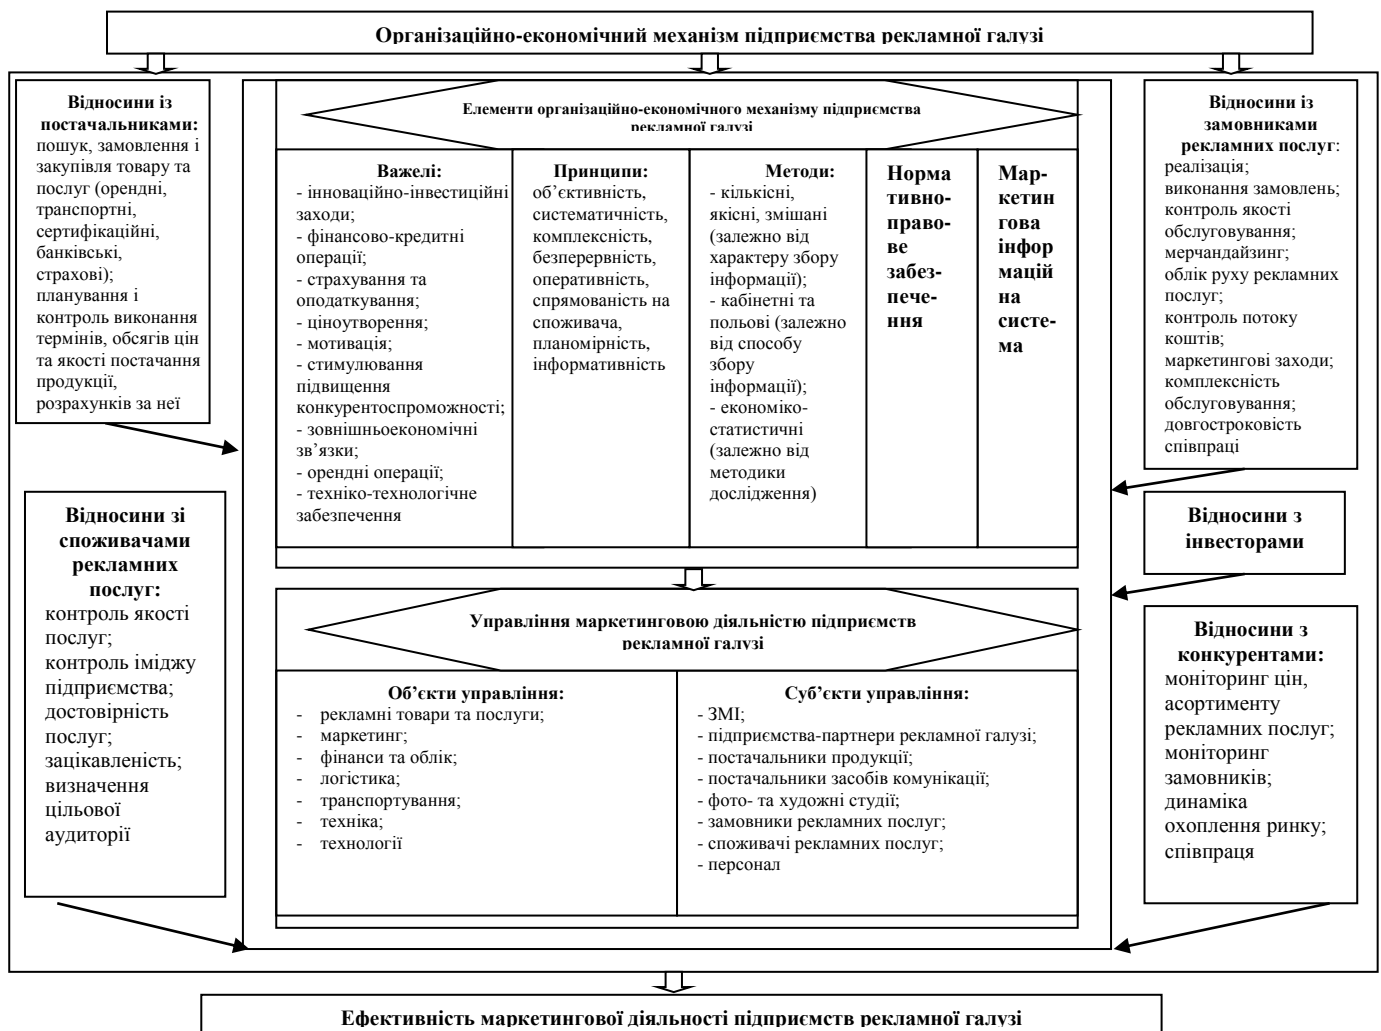 Організаційно-економічний механізм підприємства рекламної галузі
Відносини із
постачальниками:
пошук, замовлення і
закупівля товару та
послуг (орендні,
транспортні,
сертифікаційні,
банківські,
страхові);
планування і
контроль виконання
термінів, обсягів цін
та якості постачання
продукції,
розрахунків за неї
Відносини зі
споживачами
рекламних
послуг:
контроль якості
послуг;
контроль іміджу
підприємства;
достовірність
послуг;
зацікавленість;
визначення
цільової
аудиторії
Елементи організаційно-економічного механізму підприємства
рекламної галузі
Важелі:
- інноваційно-інвестиційні
заходи;
- фінансово-кредитні
операції;
- страхування та
оподаткування;
- ціноутворення;
- мотивація;
- стимулювання
підвищення
конкурентоспроможності;
- зовнішньоекономічні
зв’язки;
- орендні операції;
- техніко-технологічне
забезпечення
Принципи:
об’єктивність,
систематичність,
комплексність,
безперервність,
оперативність,
спрямованість на
споживача,
планомірність,
інформативність
Методи:
- кількісні,
якісні, змішані
(залежно від
характеру збору
інформації);
- кабінетні та
польові (залежно
від способу
збору
інформації);
- економіко-
статистичні
(залежно від
методики
дослідження)
Норма
тивно-
право-
ве
забез-
пече-
ння
Мар-
кетин
гова
інфор
маційй
на
систе-
ма
Управління маркетинговою діяльністю підприємств
рекламної галузі
Об’єкти управління:
- рекламні товари та послуги;
- маркетинг;
- фінанси та облік;
- логістика;
- транспортування;
- техніка;
- технології
Суб’єкти управління:
- ЗМІ;
- підприємства-партнери рекламної галузі;
- постачальники продукції;
- постачальники засобів комунікації;
- фото- та художні студії;
- замовники рекламних послуг;
- споживачі рекламних послуг;
- персонал
Відносини із
замовниками
рекламних послуг:
реалізація;
виконання замовлень;
контроль якості
обслуговування;
мерчандайзинг;
облік руху рекламних
послуг;
контроль потоку
коштів;
маркетингові заходи;
комплексність
обслуговування;
довгостроковість
співпраці
Відносини з
інвесторами
Відносини з
конкурентами:
моніторинг цін,
асортименту
рекламних послуг;
моніторинг
замовників;
динаміка
охоплення ринку;
співпраця
Ефективність маркетингової діяльності підприємств рекламної галузі